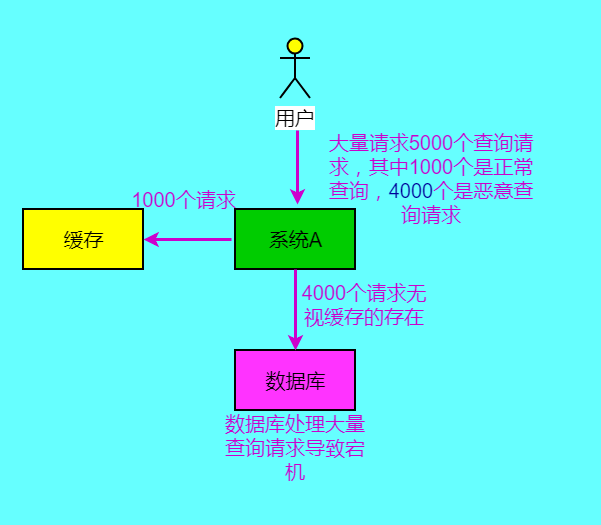 用户
大量请求5000个查询请
求，其中1000个是正常
查询，4000个是恶意查
询请求
1000个请求
缓存
系统A
4000个请求无
视缓存的存在
数据库
数据库处理大量
查询请求导致宕
机